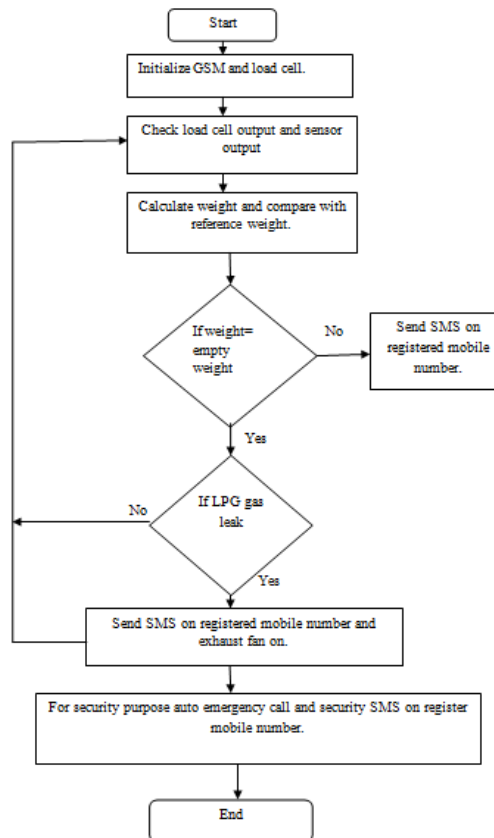 Start
Initialize GSM and load cell.
Check load cell output and sensor
output
Calculate weight and compare with
reference weight.
If weight=
empty
weight
No
Send SMS on
registered mobile
number.
Yes
If LPG gas
leak
No
Yes
Send SMS on registered mobile number and
exhaust fan on.
For security purpose auto emergency call and security SMS on register
mobile number.
End